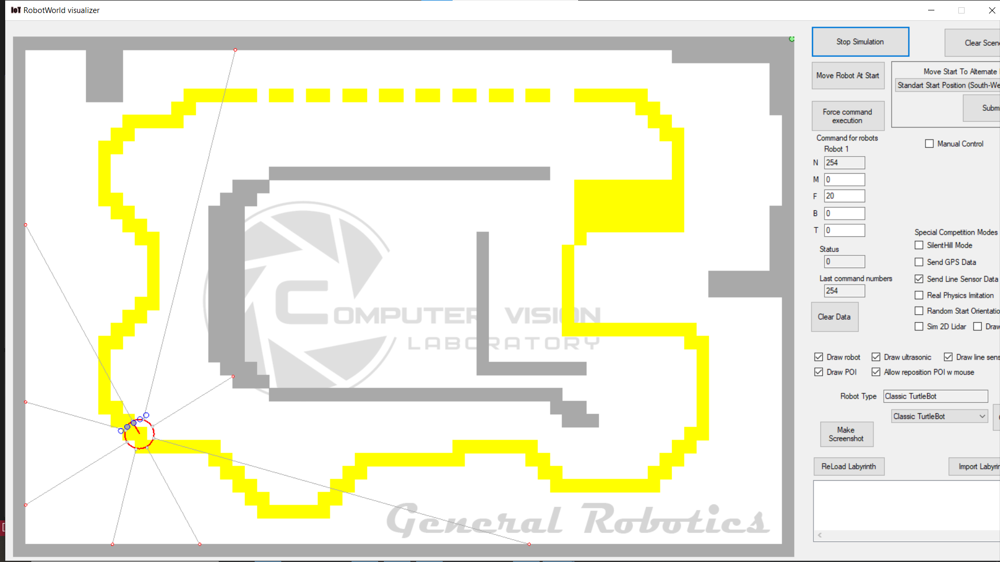 IoT RobotWorld visualizer
Stop Simulation
Clear Scen
Move Robot At Start
Move Start To Alternate
Standart Start Position (South-We
Submi
Force command
execution
Command for robots
Robot 1
Manual Control
N 254
M 0
F 20
B 0
T 0
Special Competition Modes
SilentHill Mode
Status
0
Send GPS Data
Last command numbers
254
Send Line Sensor Data
Real Physics Imitation
Clear Data
Random Start Orientatio
Sim 2D Lidar
Draw
Draw robot
Draw ultrasonic
Draw line sens
Draw POI
Allow reposition POI w mouse
Robot Type
Classic TurtleBot
Classic TurtleBot
Make
Screenshot
ReLoad Labyrinth
Import Labyrin
COMPUTER VISION
LABORATORY
General Robotics